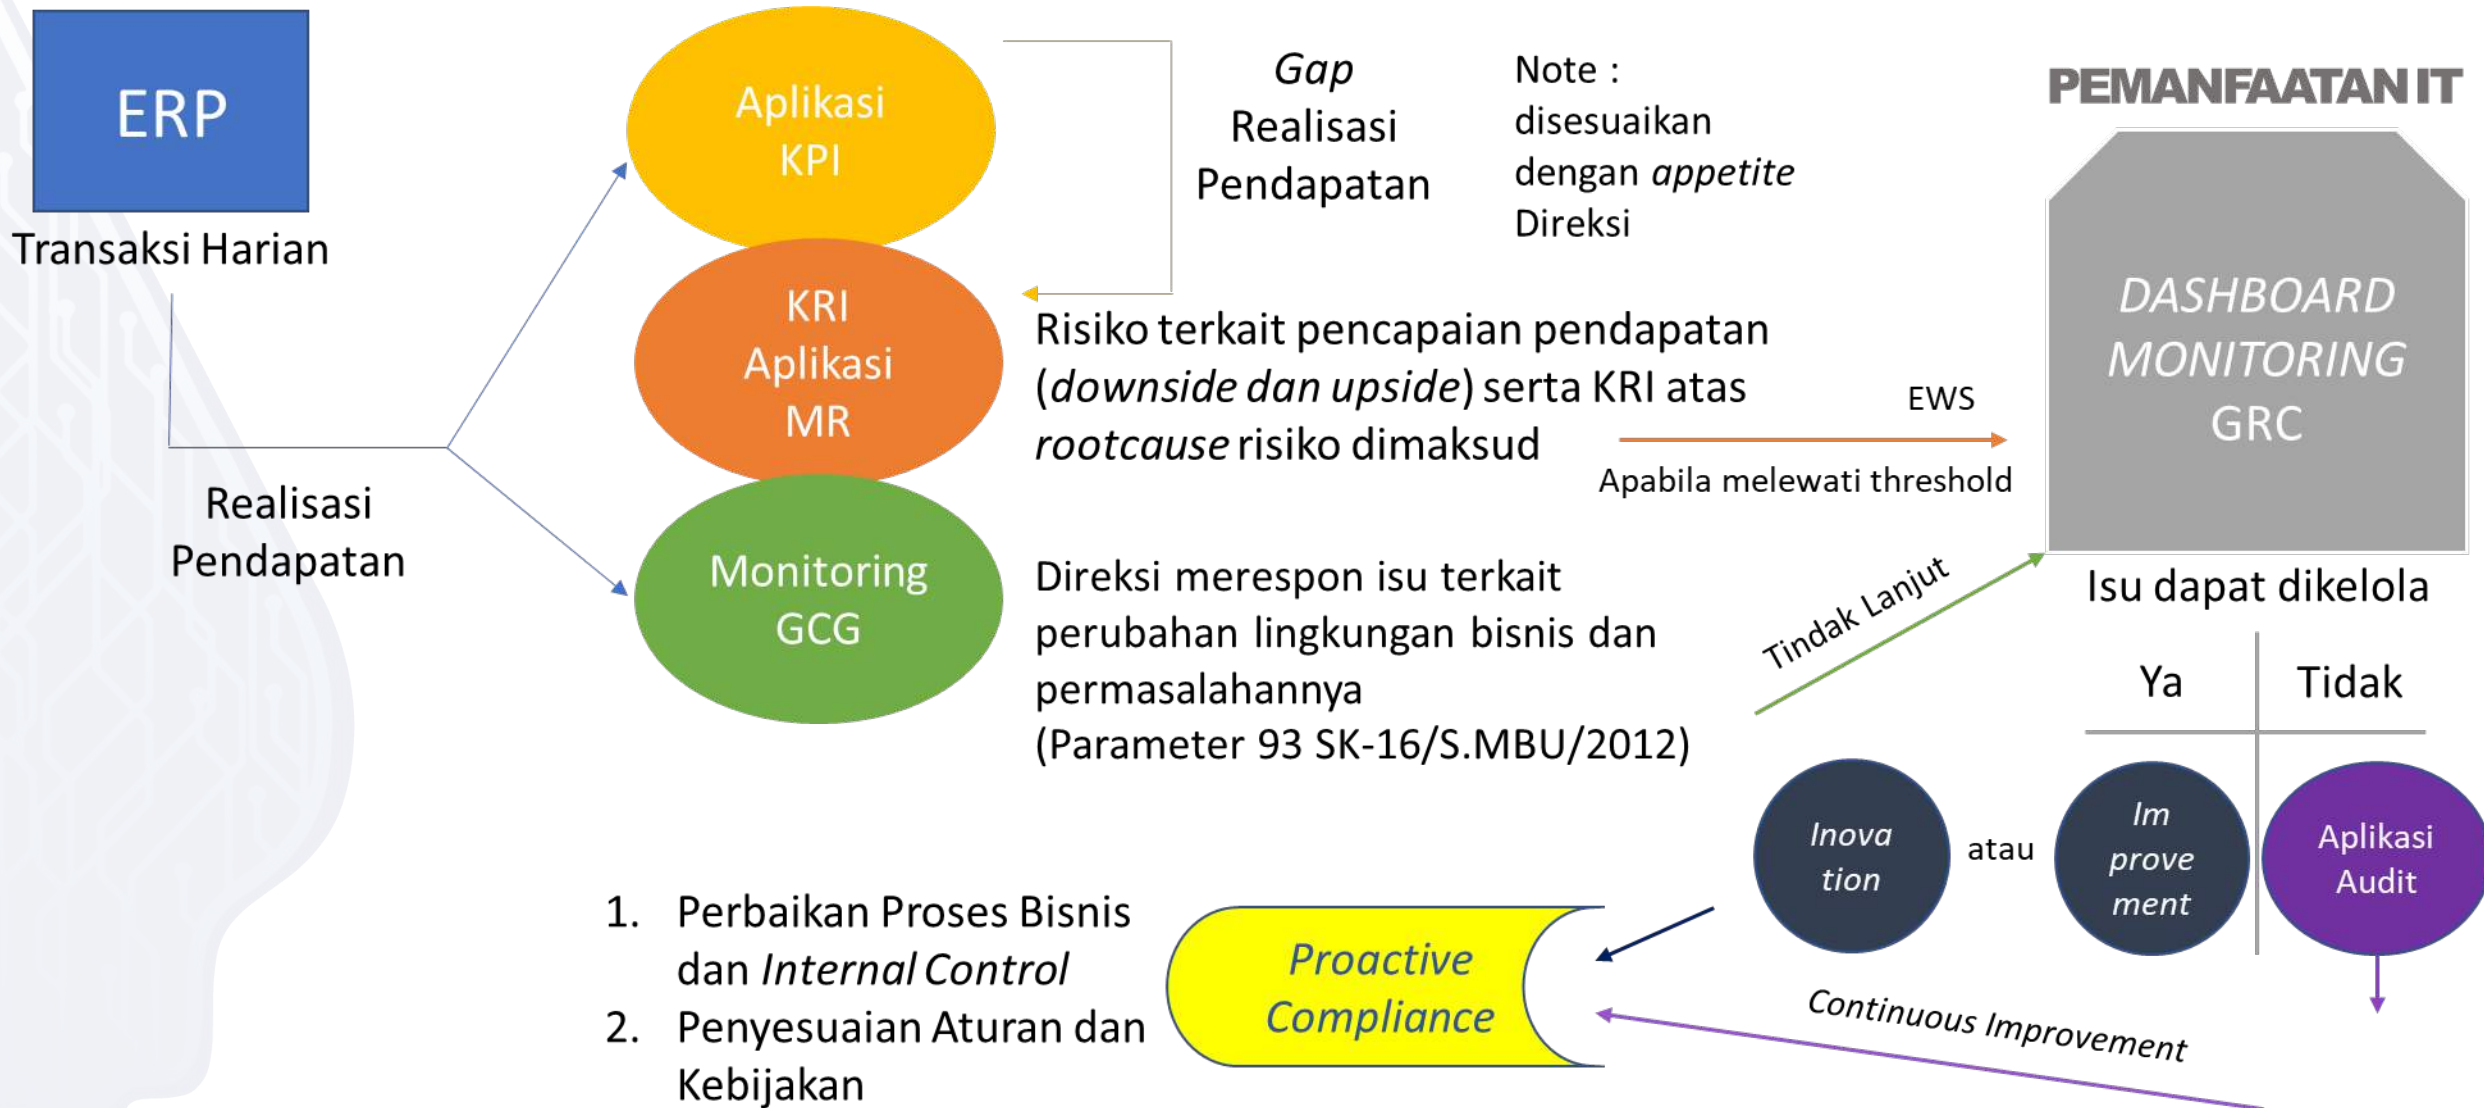 ERP
Transaksi Harian
Realisasi
Pendapatan
Aplikasi
KPI
KRI
Aplikasi
MR
Monitoring
GCG
Gap
Realisasi
Pendapatan
Note :
disesuaikan
dengan appetite
Direksi
Risiko terkait pencapaian pendapatan
(downside dan upside) serta KRI atas
rootcause risiko dimaksud
EWS
Apabila melewati threshold
Direksi merespon isu terkait
perubahan lingkungan bisnis dan
permasalahannya
(Parameter 93 SK-16/S.MBU/2012)
Tindak Lanjut
PEMANFAATAN IT
DASHBOARD
MONITORING
GRC
Isu dapat dikelola
Ya
Tidak
Inova
tion
atau
Im
prove
ment
Aplikasi
Audit
Continuous Improvement
Proactive
Compliance
1. Perbaikan Proses Bisnis
dan Internal Control
2. Penyesuaian Aturan dan
Kebijakan